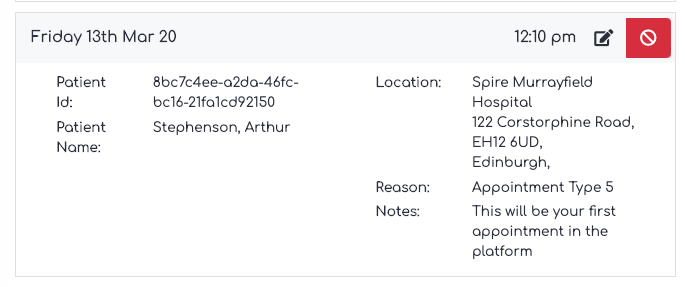 Friday 13th Mar 20
12:10 pm
Patient Id:
8bc7c4ee-a2da-46fc-
bc16-21fa1cd92150
Patient Name:
Stephenson, Arthur
Location:
Spire Murrayfield
Hospital
122 Corstorphine Road,
EH12 6UD,
Edinburgh,
Reason:
Appointment Type 5
Notes:
This will be your first
appointment in the
platform